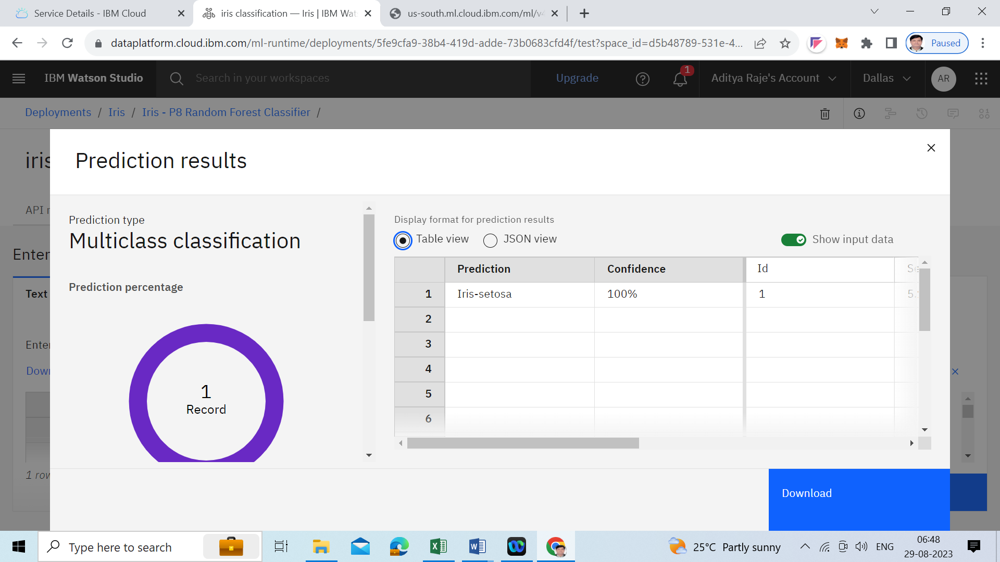 Service Details - IBM Cloud
iris classification — Iris | IBM Wat
us-south.ml.cloud.ibm.com/ml/v4
dataplatform.cloud.ibm.com/ml-runtime/deployments/5fe9cfa9-38b4-419d-adde-73b0683cfd4f/test?space_id=d5b48789-531e-4...
Paused
IBM Watson Studio
Search in your workspaces
Upgrade
1
Aditya Raje's Account
Dallas
AR
Deployments / Iris / Iris - P8 Random Forest Classifier /
iris
Prediction results
API r
Prediction type
Multiclass classification
Display format for prediction results
Table view
JSON view
Show input data
Enter
Text
Prediction percentage
Prediction Confidence Id Se
1 Iris-setosa 100% 1 5.
2
3
4
5
6
Enter
Down
1
Record
1 row
Download
Type here to search
25°C Partly sunny
ENG
06:48
29-08-2023